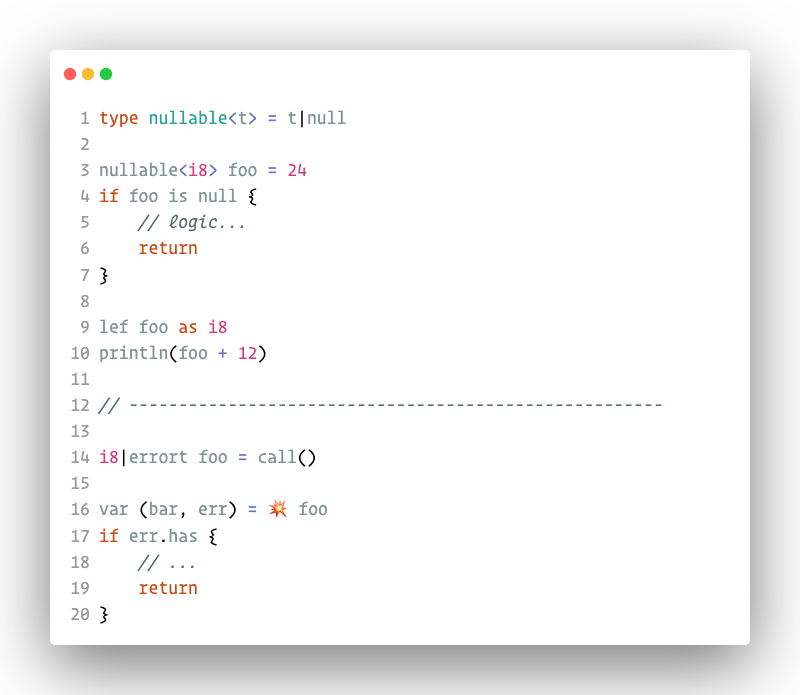 1 type nullable<t> = t|null
2
3 nullable<i8> foo = 24
4 if foo is null {
5     // logic...
6     return
7 }
8
9 lef foo as i8
10 println(foo + 12)
11
12 // ------------------------------------------------------
13
14 i8|errort foo = call()
15
16 var (bar, err) = 💥 foo
17 if err.has {
18     // ...
19     return
20 }